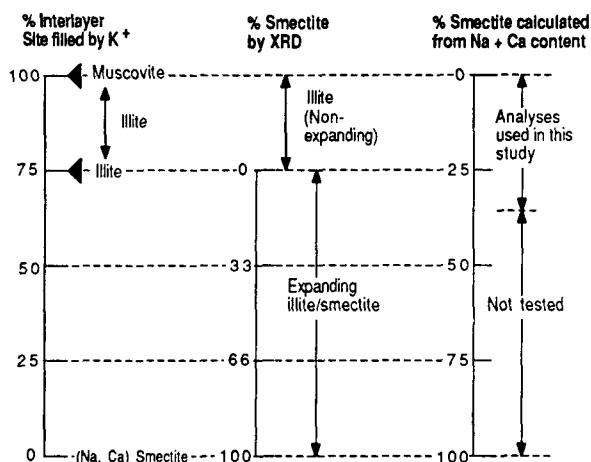 % Interlayer
Site filled by K+
% Smectite
by XRD
% Smectite calculated
from Na + Ca content
100
Muscovite
0
Illite
Illite
(Non-
expanding)
Analyses
used in this
study
75
Illite
0
25
50
33
50
Expanding
illite/smectite
Not tested
25
66
75
0
(Na, Ca) Smectite
100
100